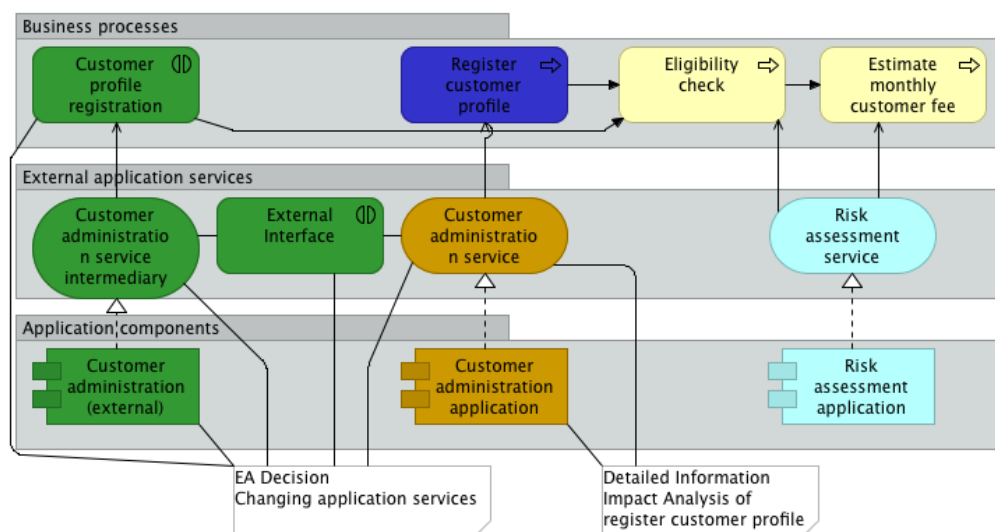 Business processes
Customer
profile
registration
Register
customer
profile
Eligibility
check
Estimate
monthly
customer fee
External application services
Customer
administratio
n service
intermediary
External
Interface
Customer
administratio
n service
Risk
assessment
service
Application components
Customer
administration
(external)
Customer
administration
application
Risk
assessment
application
EA Decision
Changing application services
Detailed Information
Impact Analysis of
register customer profile